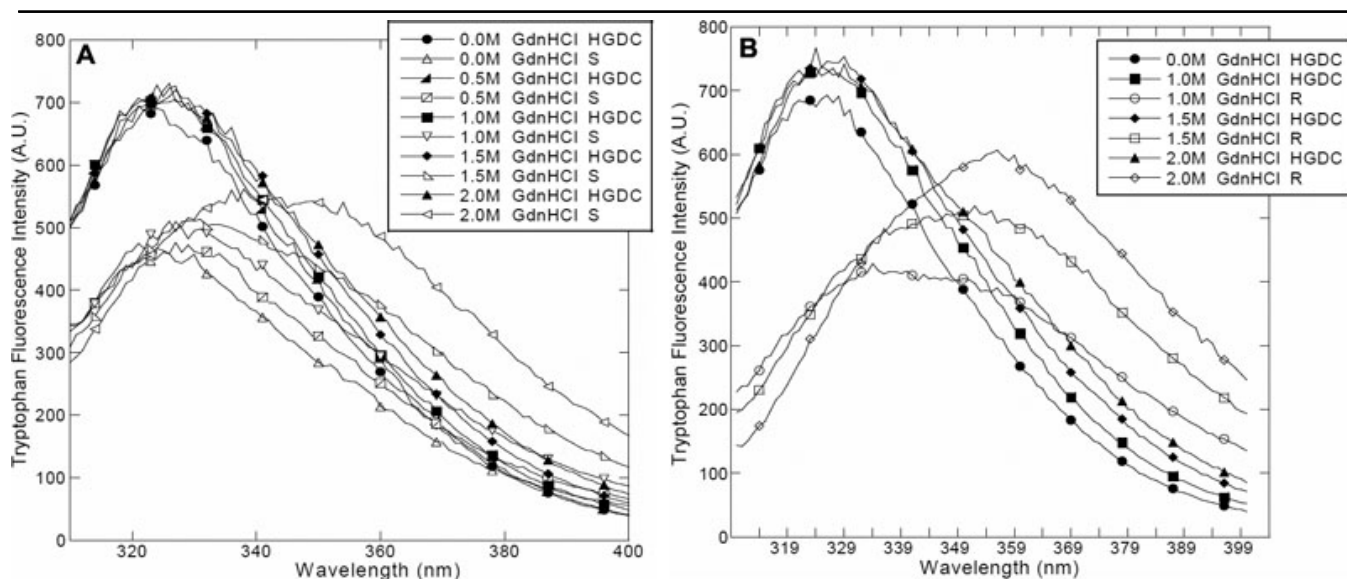 A
800
700
600
500
400
300
200
100
0
Tryptophan Fluorescence Intensity (A.U.)
320 340 360 380 400
Wavelength (nm)
0.0M GdnHCl HGDC
0.0M GdnHCl S
0.5M GdnHCl HGDC
0.5M GdnHCl S
1.0M GdnHCl HGDC
1.0M GdnHCl S
1.5M GdnHCl HGDC
1.5M GdnHCl S
2.0M GdnHCl HGDC
2.0M GdnHCl S
B
800
700
600
500
400
300
200
100
0
Tryptophan Fluorescence Intensity (A.U.)
319 329 339 349 359 369 379 389 399
Wavelength (nm)
0.0M GdnHCl HGDC
1.0M GdnHCl HGDC
1.0M GdnHCl R
1.5M GdnHCl HGDC
1.5M GdnHCl R
2.0M GdnHCl HGDC
2.0M GdnHCl R